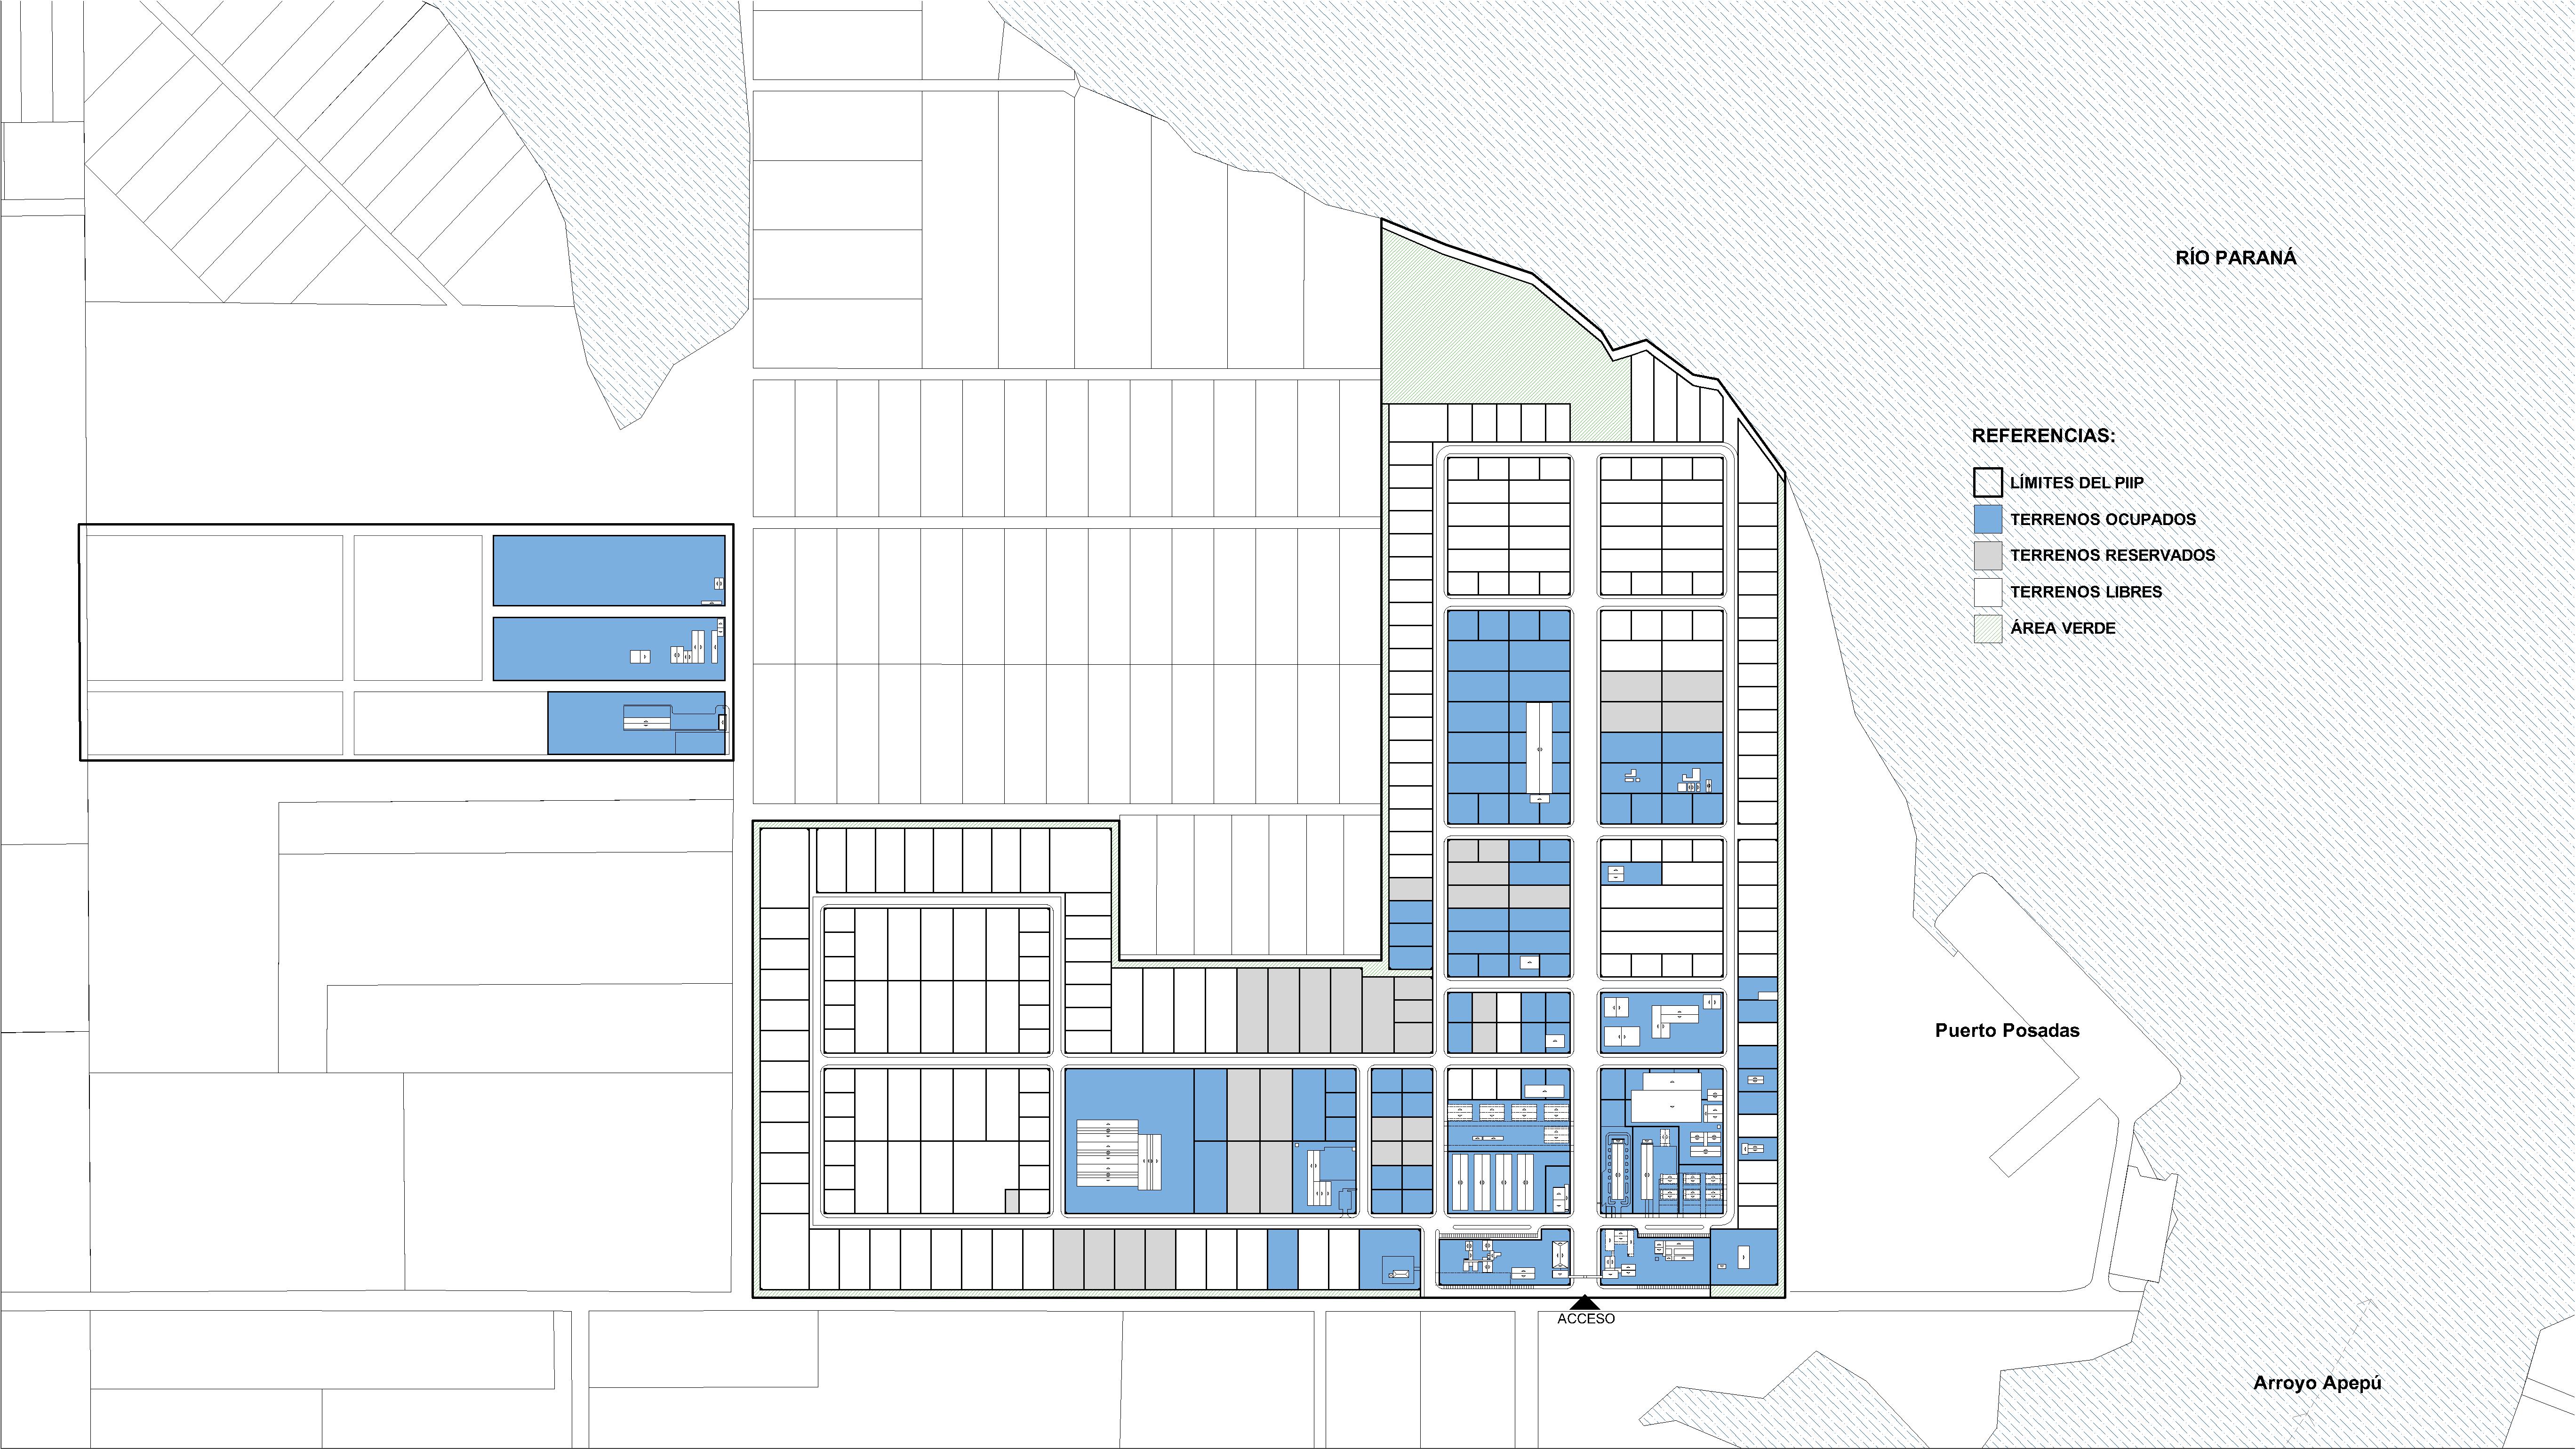 RÍO PARANÁ
REFERENCIAS:
LÍMITES DEL PIIP
TERRENOS OCUPADOS
TERRENOS RESERVADOS
TERRENOS LIBRES
ÁREA VERDE
Puerto Posadas
ACCESO
Arroyo Apepú